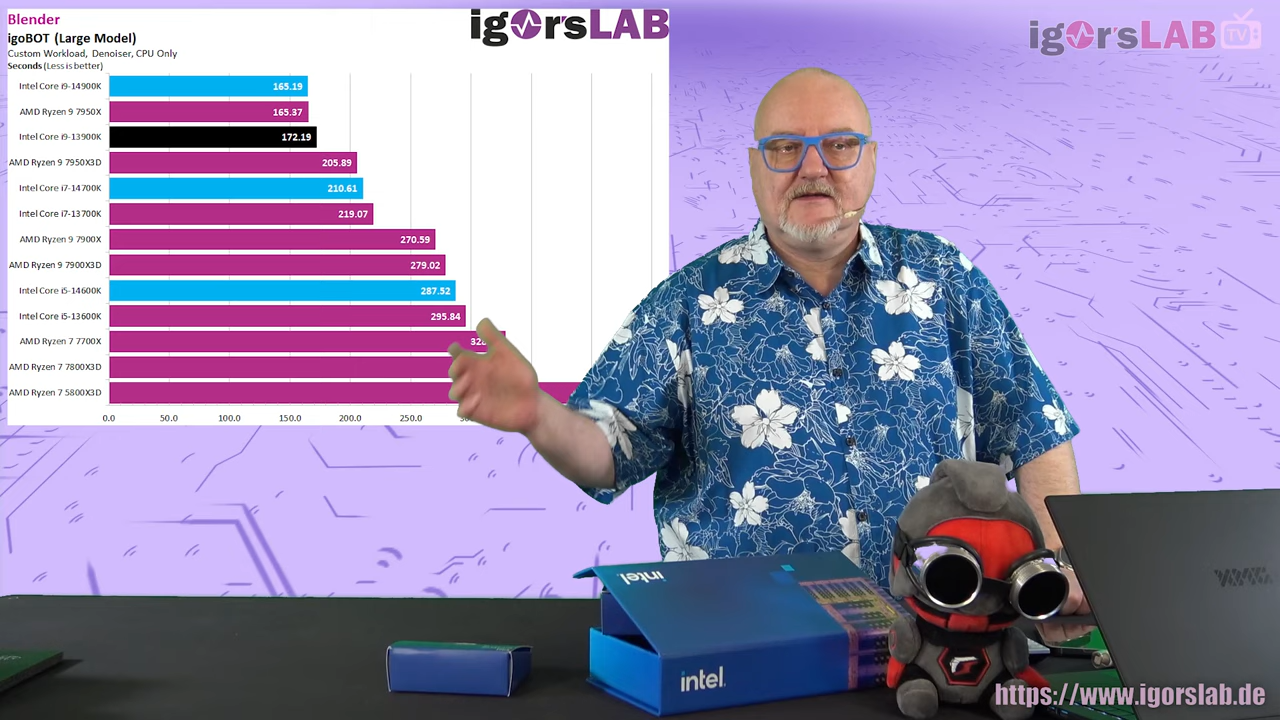 Blender
igoBOT (Large Model)
Custom Workload, Denoiser, CPU Only
Seconds (Less is better)
igorsLAB
igorsLAB TV
Intel Core i9-14900K 165.19
AMD Ryzen 9 7950X 165.37
Intel Core i9-13900K 172.19
AMD Ryzen 9 7950X3D 205.89
Intel Core i7-14700K 210.61
Intel Core i7-13700K 219.07
AMD Ryzen 9 7900X 270.59
AMD Ryzen 9 7900X3D 279.02
Intel Core i5-14600K 287.52
Intel Core i5-13600K 295.84
AMD Ryzen 7 7700X
AMD Ryzen 7 7800X3D
AMD Ryzen 7 5800X3D
0.0 50.0 100.0 150.0 200.0 250.0
intel
intel
XMG
https://www.igorslab.de